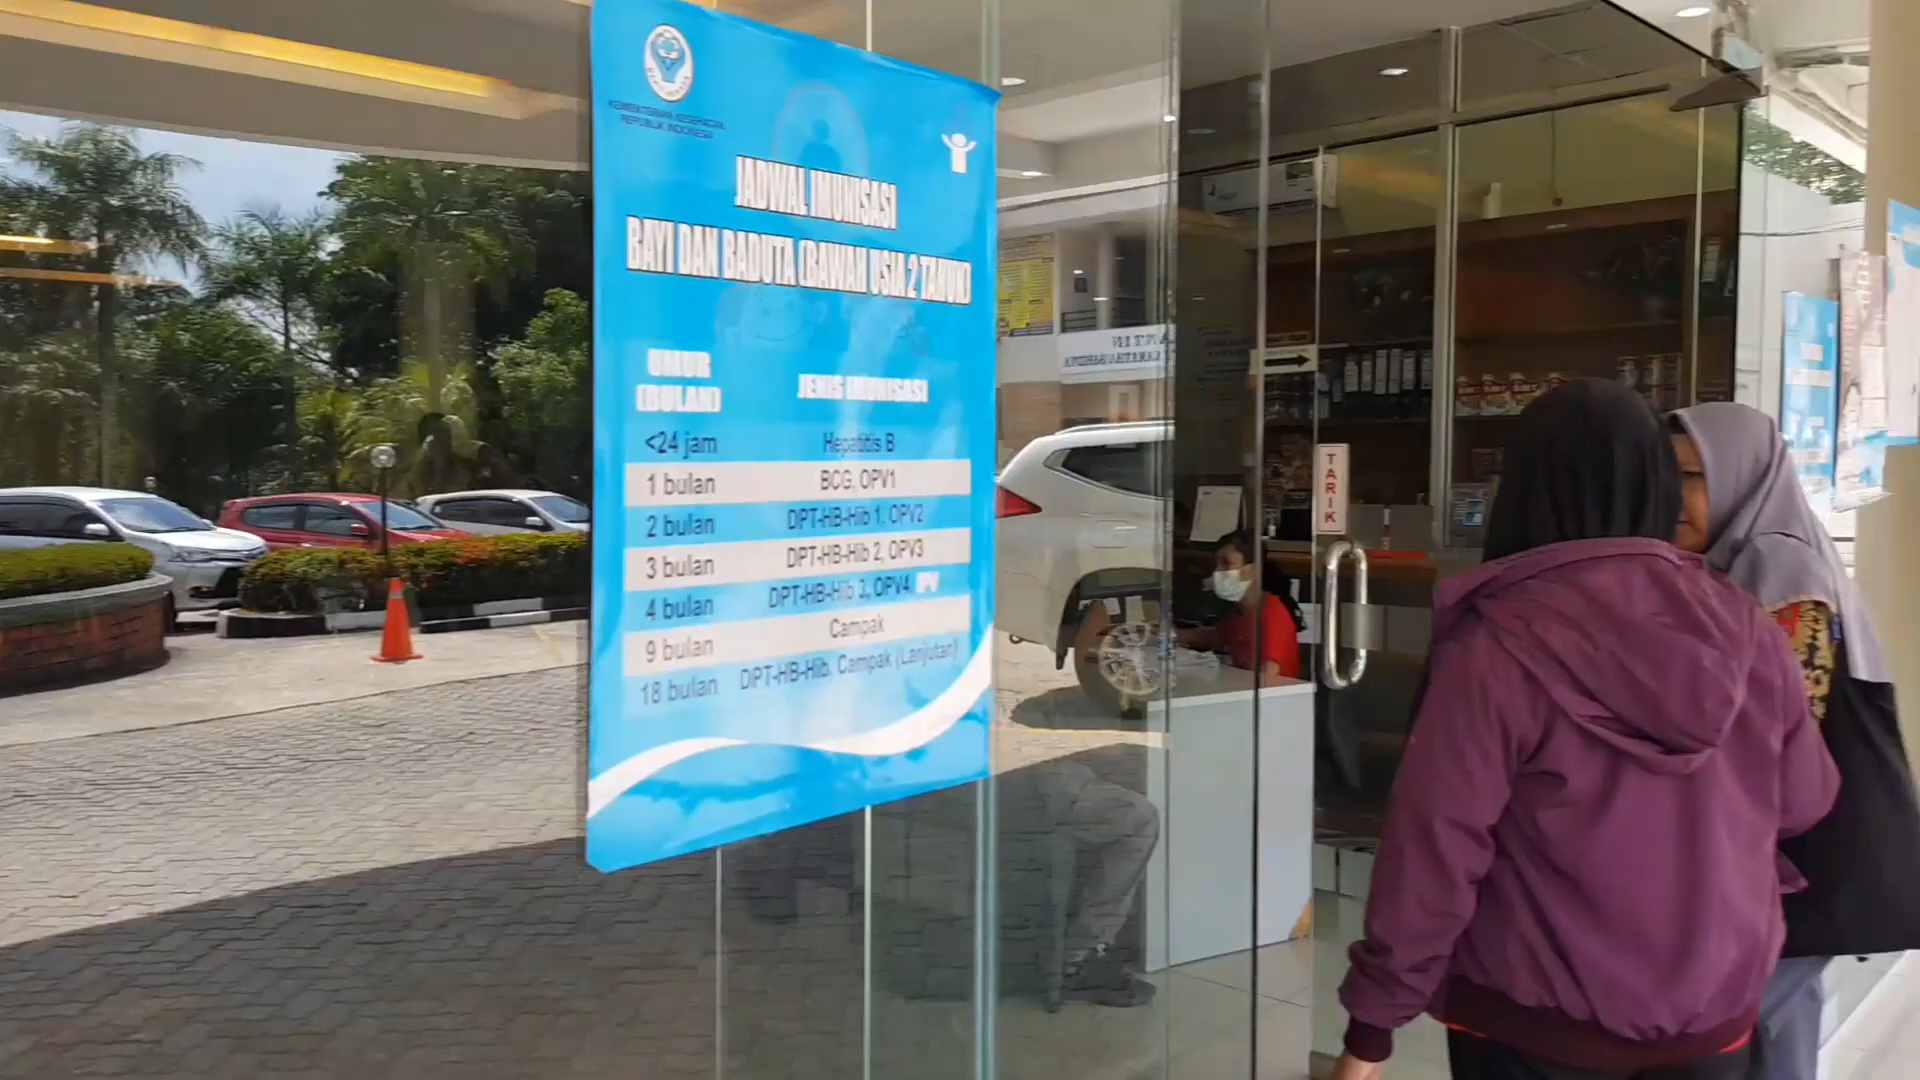 KEMENTERIAN KESEHATAN
REPUBLIK INDONESIA
JADWAL IMUNISASI
BAYI DAN BADUTA (BAWAH USIA 2 TAHUN)
UMUR
(BULAN)
JENIS IMUNISASI
<24 jam Hepatitis B
1 bulan BCG, OPV1
2 bulan DPT-HB-Hib 1, OPV2
3 bulan DPT-HB-Hib 2, OPV3
4 bulan DPT-HB-Hib 3, OPV4,
9 bulan Campak
18 bulan DPT-HB-Hib, Campak (Lanjutan)
TARIK